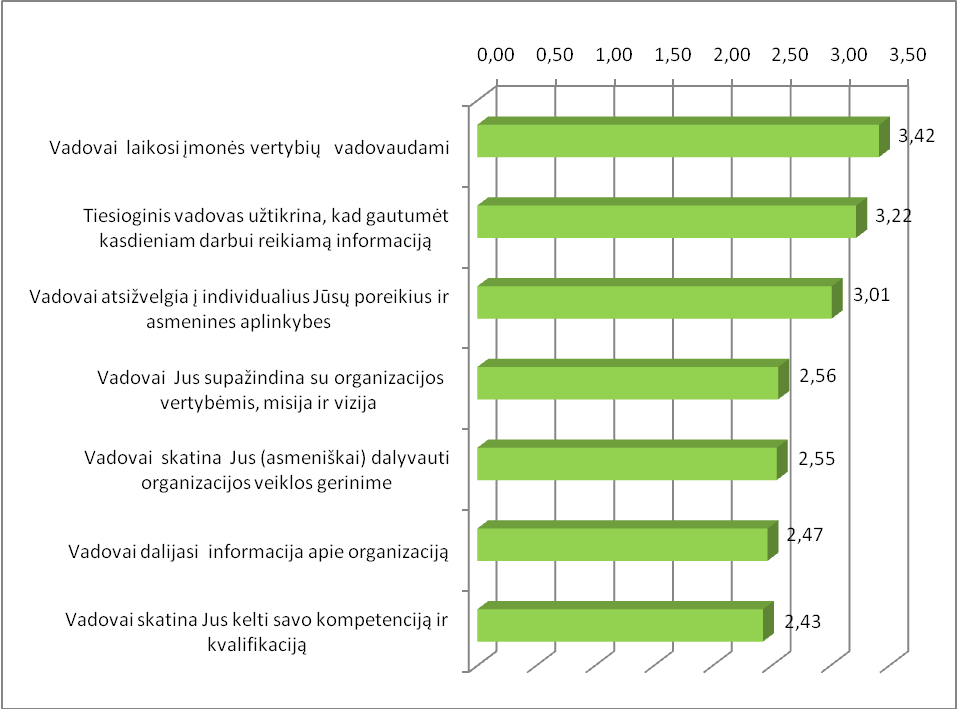 0,00 0,50 1,00 1,50 2,00 2,50 3,00 3,50
Vadovai laikosi įmonės vertybių vadovaudami
3,42
Tiesioginis vadovas užtikrina, kad gautumėt
kasdieniam darbui reikiamą informaciją
3,22
Vadovai atsižvelgia į individualius Jūsų poreikius ir
asmenines aplinkybes
3,01
Vadovai Jus supažindina su organizacijos
vertybėmis, misija ir vizija
2,56
Vadovai skatina Jus (asmeniškai) dalyvauti
organizacijos veiklos gerinime
2,55
Vadovai dalijasi informacija apie organizaciją
2,47
Vadovai skatina Jus kelti savo kompetenciją ir
kvalifikaciją
2,43